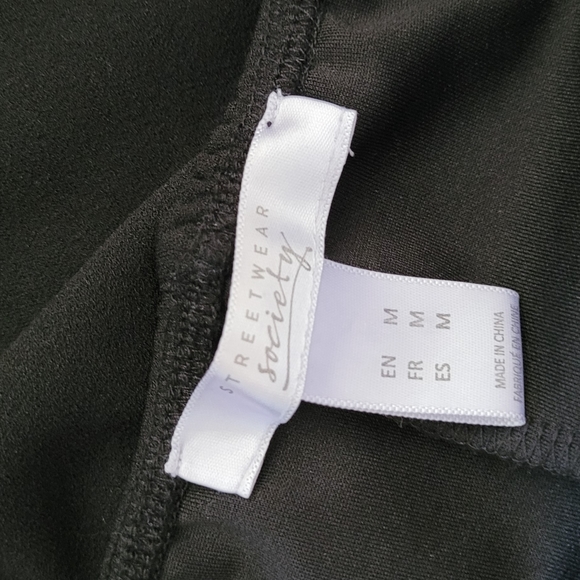 STREETWEAR
society
EN M
FR M
ES M
MADE IN CHINA
FABRIQUÉ EN CHINE